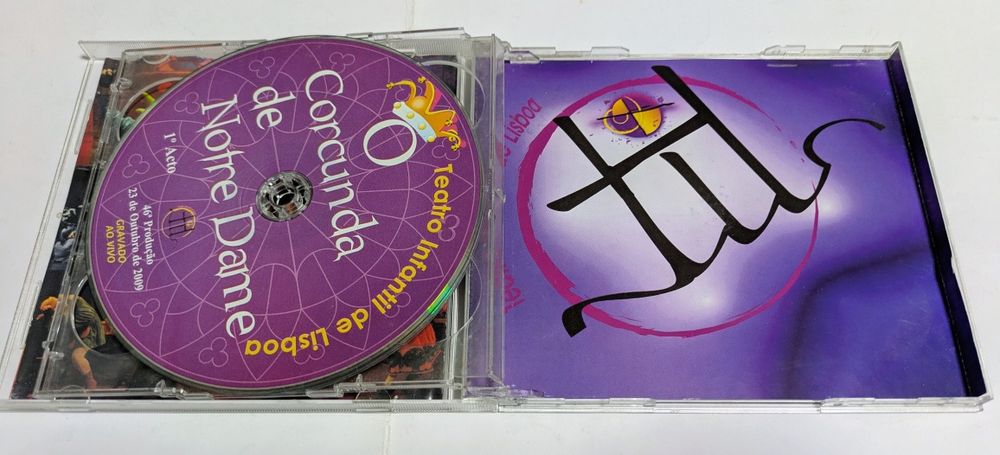 Teatro Infantil de Lisboa
O
Corcunda
de
Notre Dame
1º Acto
46ª Produção
23 de Outubro de 2009
GRAVADO
AO VIVO
Lisboa